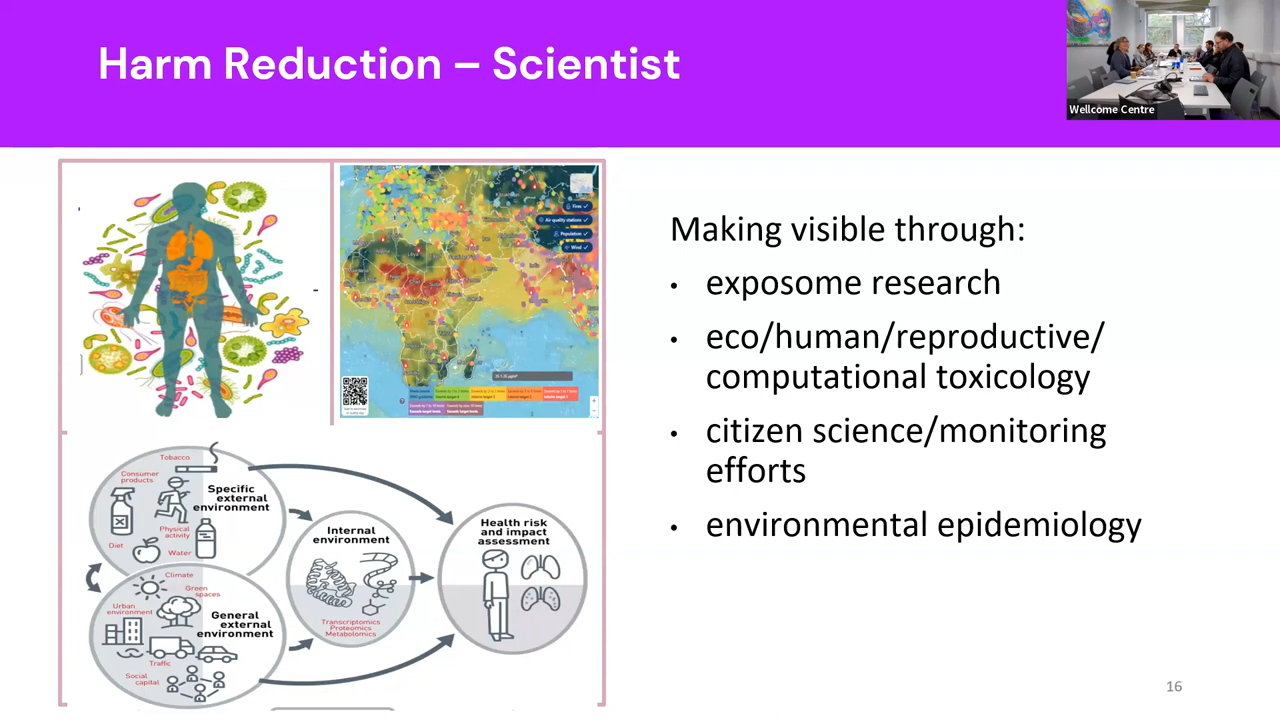 Harm Reduction – Scientist
Wellcome Centre
Making visible through:
• exposome research
• eco/human/reproductive/
computational toxicology
• citizen science/monitoring
efforts
• environmental epidemiology
Fires
Air quality stations
Population
Wind
Tobacco
Consumer
products
Specific
external
environment
Physical
activity
Diet
Water
Climate
Green
spaces
Urban
environment
General
external
environment
Traffic
Social
capital
Internal
environment
Transcriptomics
Proteomics
Metabolomics
Health risk
and impact
assessment
16